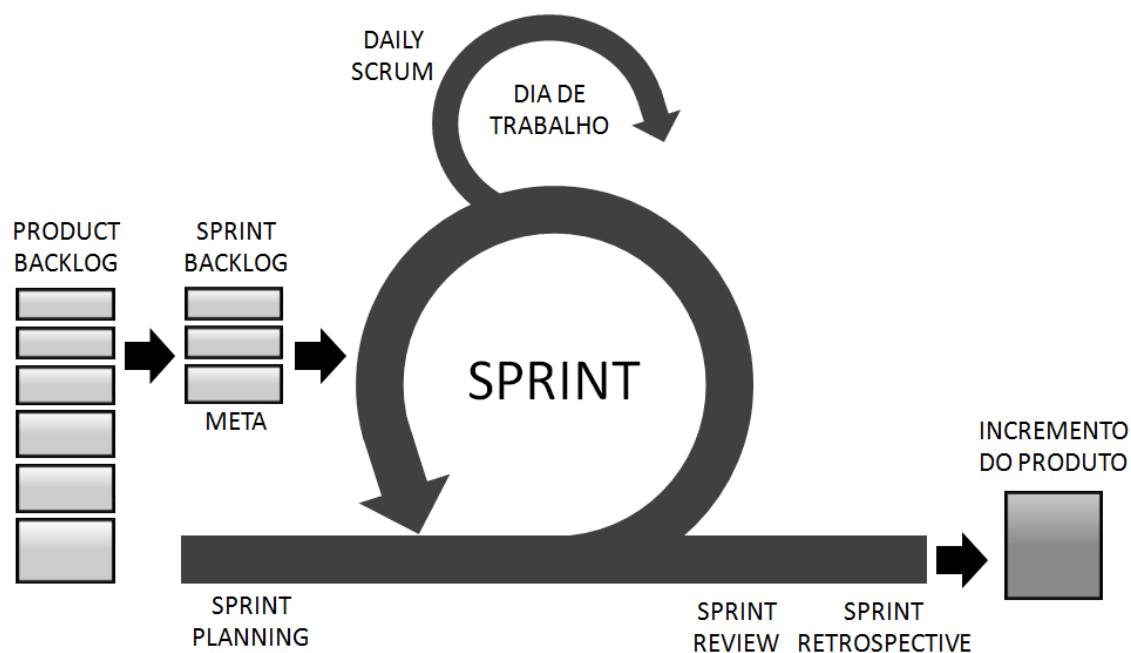 DAILY
SCRUM
DIA DE
TRABALHO
PRODUCT
BACKLOG
SPRINT
BACKLOG
META
SPRINT
INCREMENTO
DO PRODUTO
SPRINT
PLANNING
SPRINT
REVIEW
SPRINT
RETROSPECTIVE